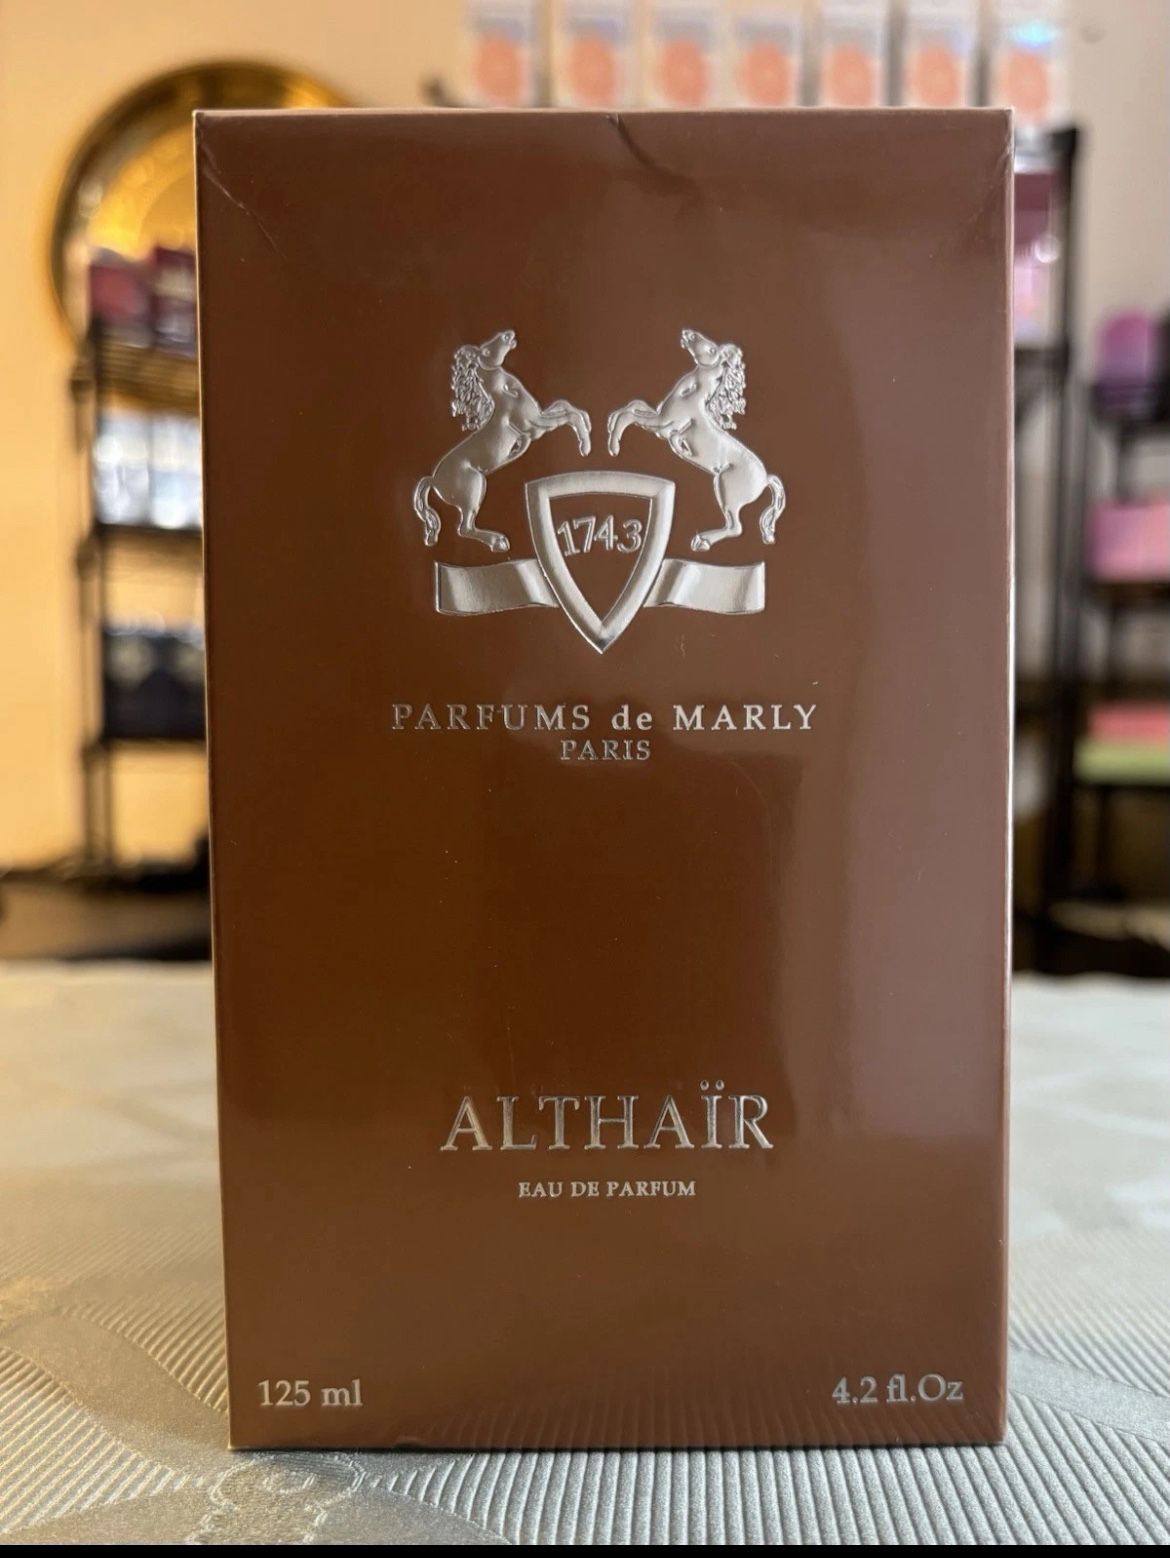 1743
PARFUMS de MARLY
PARIS
ALTHAÏR
EAU DE PARFUM
125 ml
4.2 fl.Oz